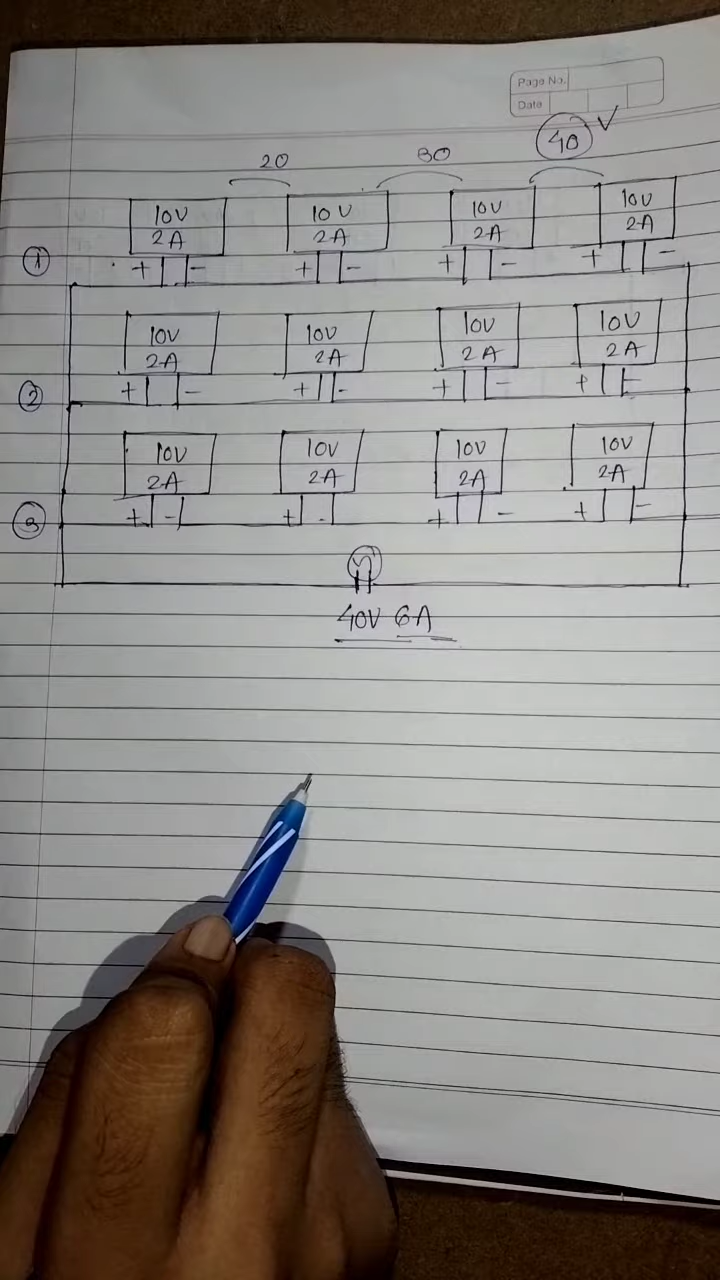 Page No.
Date
20 30 40 V
10V 10V 10V 10V
2A 2A 2A 2A
1 + - + - + - + -
10V 10V 10V 10V
2A 2A 2A 2A
2 + - + - + - + -
10V 10V 10V 10V
2A 2A 2A 2A
3 + - + - + - + -
40V 6A